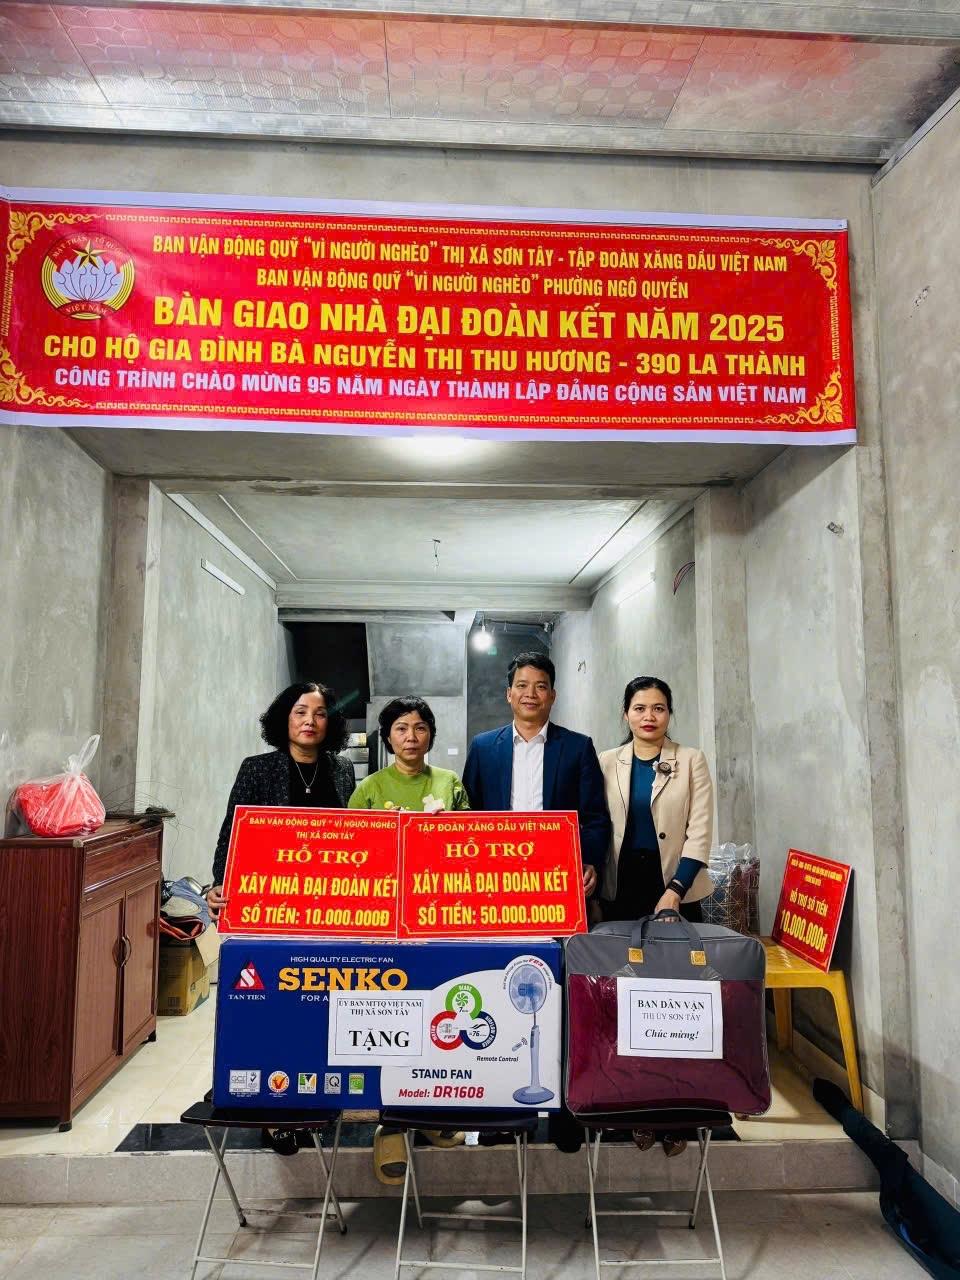 MẶT TRẬN TỔ QUỐC
VIỆT NAM
BAN VẬN ĐỘNG QUỸ "VÌ NGƯỜI NGHÈO" THỊ XÃ SƠN TÂY - TẬP ĐOÀN XĂNG DẦU VIỆT NAM
BAN VẬN ĐỘNG QUỸ "VÌ NGƯỜI NGHÈO" PHƯỜNG NGÔ QUYỀN
BÀN GIAO NHÀ ĐẠI ĐOÀN KẾT NĂM 2025
CHO HỘ GIA ĐÌNH BÀ NGUYỄN THỊ THU HƯƠNG - 390 LA THÀNH
CÔNG TRÌNH CHÀO MỪNG 95 NĂM NGÀY THÀNH LẬP ĐẢNG CỘNG SẢN VIỆT NAM
BAN VẬN ĐỘNG QUỸ " VÌ NGƯỜI NGHÈO
THỊ XÃ SƠN TÂY
HỖ TRỢ
XÂY NHÀ ĐẠI ĐOÀN KẾT
SỐ TIỀN: 10.000.000Đ
TẬP ĐOÀN XĂNG DẦU VIỆT NAM
HỖ TRỢ
XÂY NHÀ ĐẠI ĐOÀN KẾT
SỐ TIỀN: 50.000.000Đ
HỖ TRỢ SỐ TIỀN
10.000.000đ
HIGH QUALITY ELECTRIC FAN
SENKO
TAN TIEN
FOR A
ỦY BAN MTTQ VIỆT NAM
THỊ XÃ SƠN TÂY
TẶNG
Remote Control
STAND FAN
Model: DR1608
BAN DÂN VẬN
THỊ ỦY SƠN TÂY
Chúc mừng!